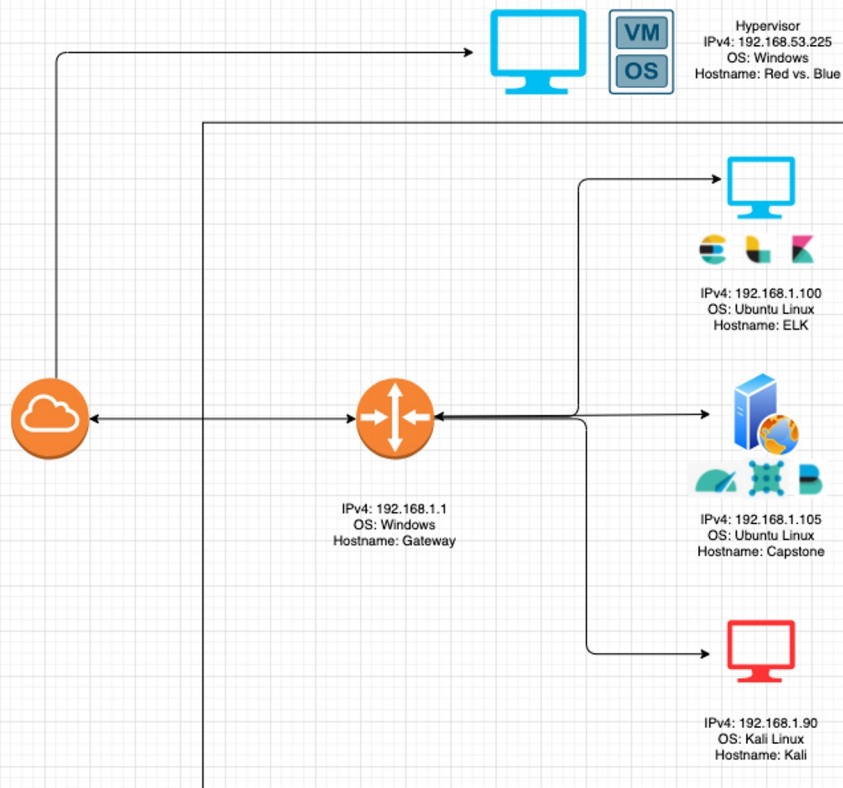 VM
OS
Hypervisor
IPv4: 192.168.53.225
OS: Windows
Hostname: Red vs. Blue
IPv4: 192.168.1.100
OS: Ubuntu Linux
Hostname: ELK
IPv4: 192.168.1.1
OS: Windows
Hostname: Gateway
IPv4: 192.168.1.105
OS: Ubuntu Linux
Hostname: Capstone
IPv4: 192.168.1.90
OS: Kali Linux
Hostname: Kali